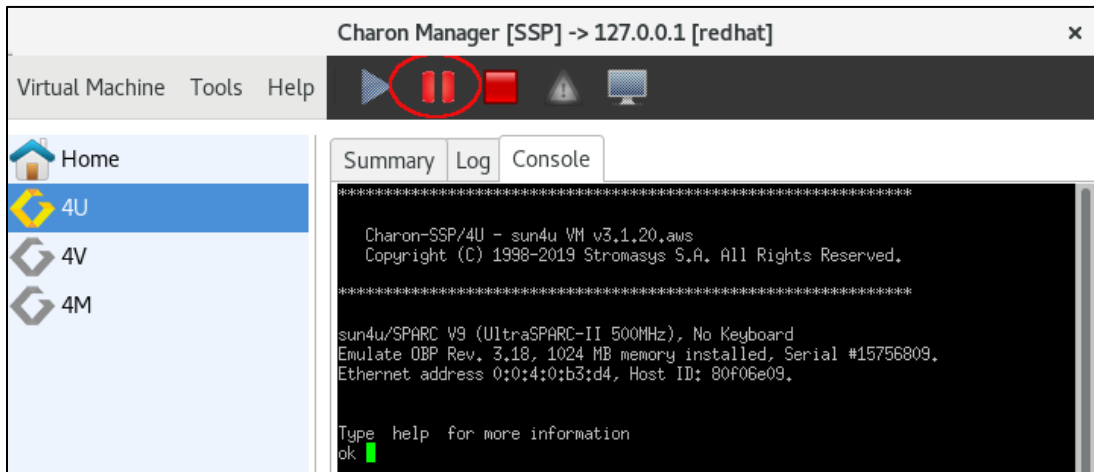 Charon Manager [SSP] -> 127.0.0.1 [redhat] ×
Virtual Machine Tools Help
Home
4U
4V
4M
Summary Log Console
******************************************************************
Charon-SSP/4U - sun4u VM v3.1.20.aws
Copyright (C) 1998-2019 Stromasys S.A. All Rights Reserved.
******************************************************************
sun4u/SPARC V9 (UltraSPARC-II 500MHz), No Keyboard
Emulate OBP Rev. 3.18, 1024 MB memory installed, Serial #15756809.
Ethernet address 0:0:4:0:b3:d4, Host ID: 80f06e09.
Type  help  for more information
ok